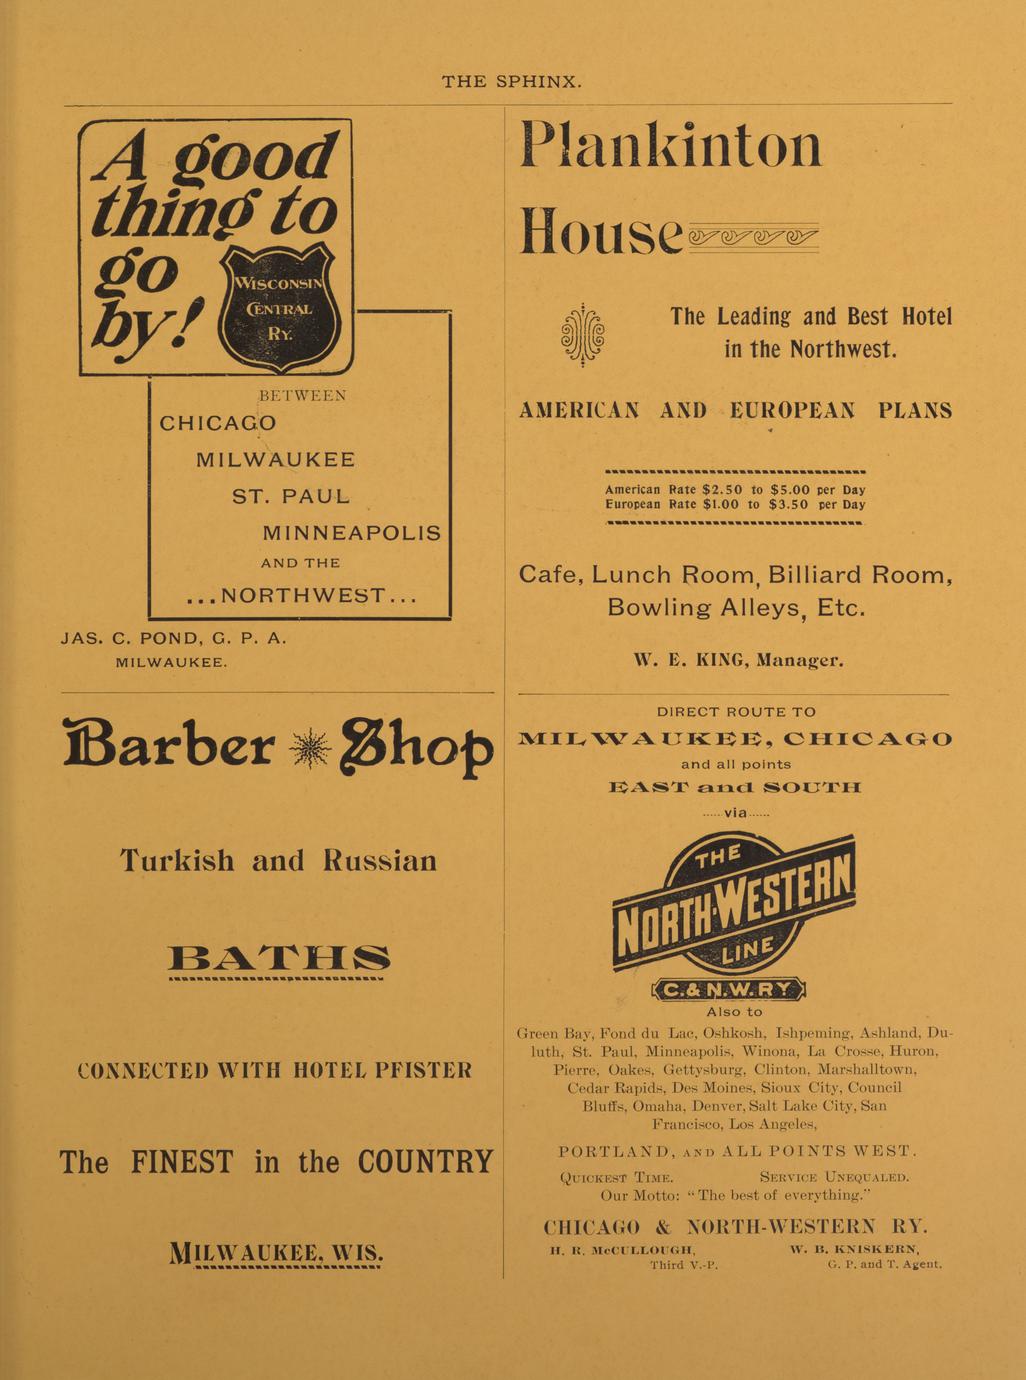 THE SPHINX.
A good
thing to
go
by!
WISCONSIN
CENTRAL
RY.
BETWEEN
CHICAGO
MILWAUKEE
ST. PAUL
MINNEAPOLIS
AND THE
...NORTHWEST...
JAS. C. POND, G. P. A.
MILWAUKEE.
Barber Shop
Turkish and Russian
BATHS
CONNECTED WITH HOTEL PFISTER
The FINEST in the COUNTRY
MILWAUKEE, WIS.
Plankinton
House
The Leading and Best Hotel
in the Northwest.
AMERICAN AND EUROPEAN PLANS
American Rate $2.50 to $5.00 per Day
European Rate $1.00 to $3.50 per Day
Cafe, Lunch Room, Billiard Room,
Bowling Alleys, Etc.
W. E. KING, Manager.
DIRECT ROUTE TO
MILWAUKEE, CHICAGO
and all points
EAST and SOUTH
......via......
THE
NORTH-WESTERN
LINE
C.& N.W.RY
Also to
Green Bay, Fond du Lac, Oshkosh, Ishpeming, Ashland, Du-
luth, St. Paul, Minneapolis, Winona, La Crosse, Huron,
Pierre, Oakes, Gettysburg, Clinton, Marshalltown,
Cedar Rapids, Des Moines, Sioux City, Council
Bluffs, Omaha, Denver, Salt Lake City, San
Francisco, Los Angeles,
PORTLAND, AND ALL POINTS WEST.
QUICKEST TIME. SERVICE UNEQUALED.
Our Motto: "The best of everything."
CHICAGO & NORTH-WESTERN RY.
H. R. McCULLOUGH, W. B. KNISKERN,
Third V.-P. G. P. and T. Agent.